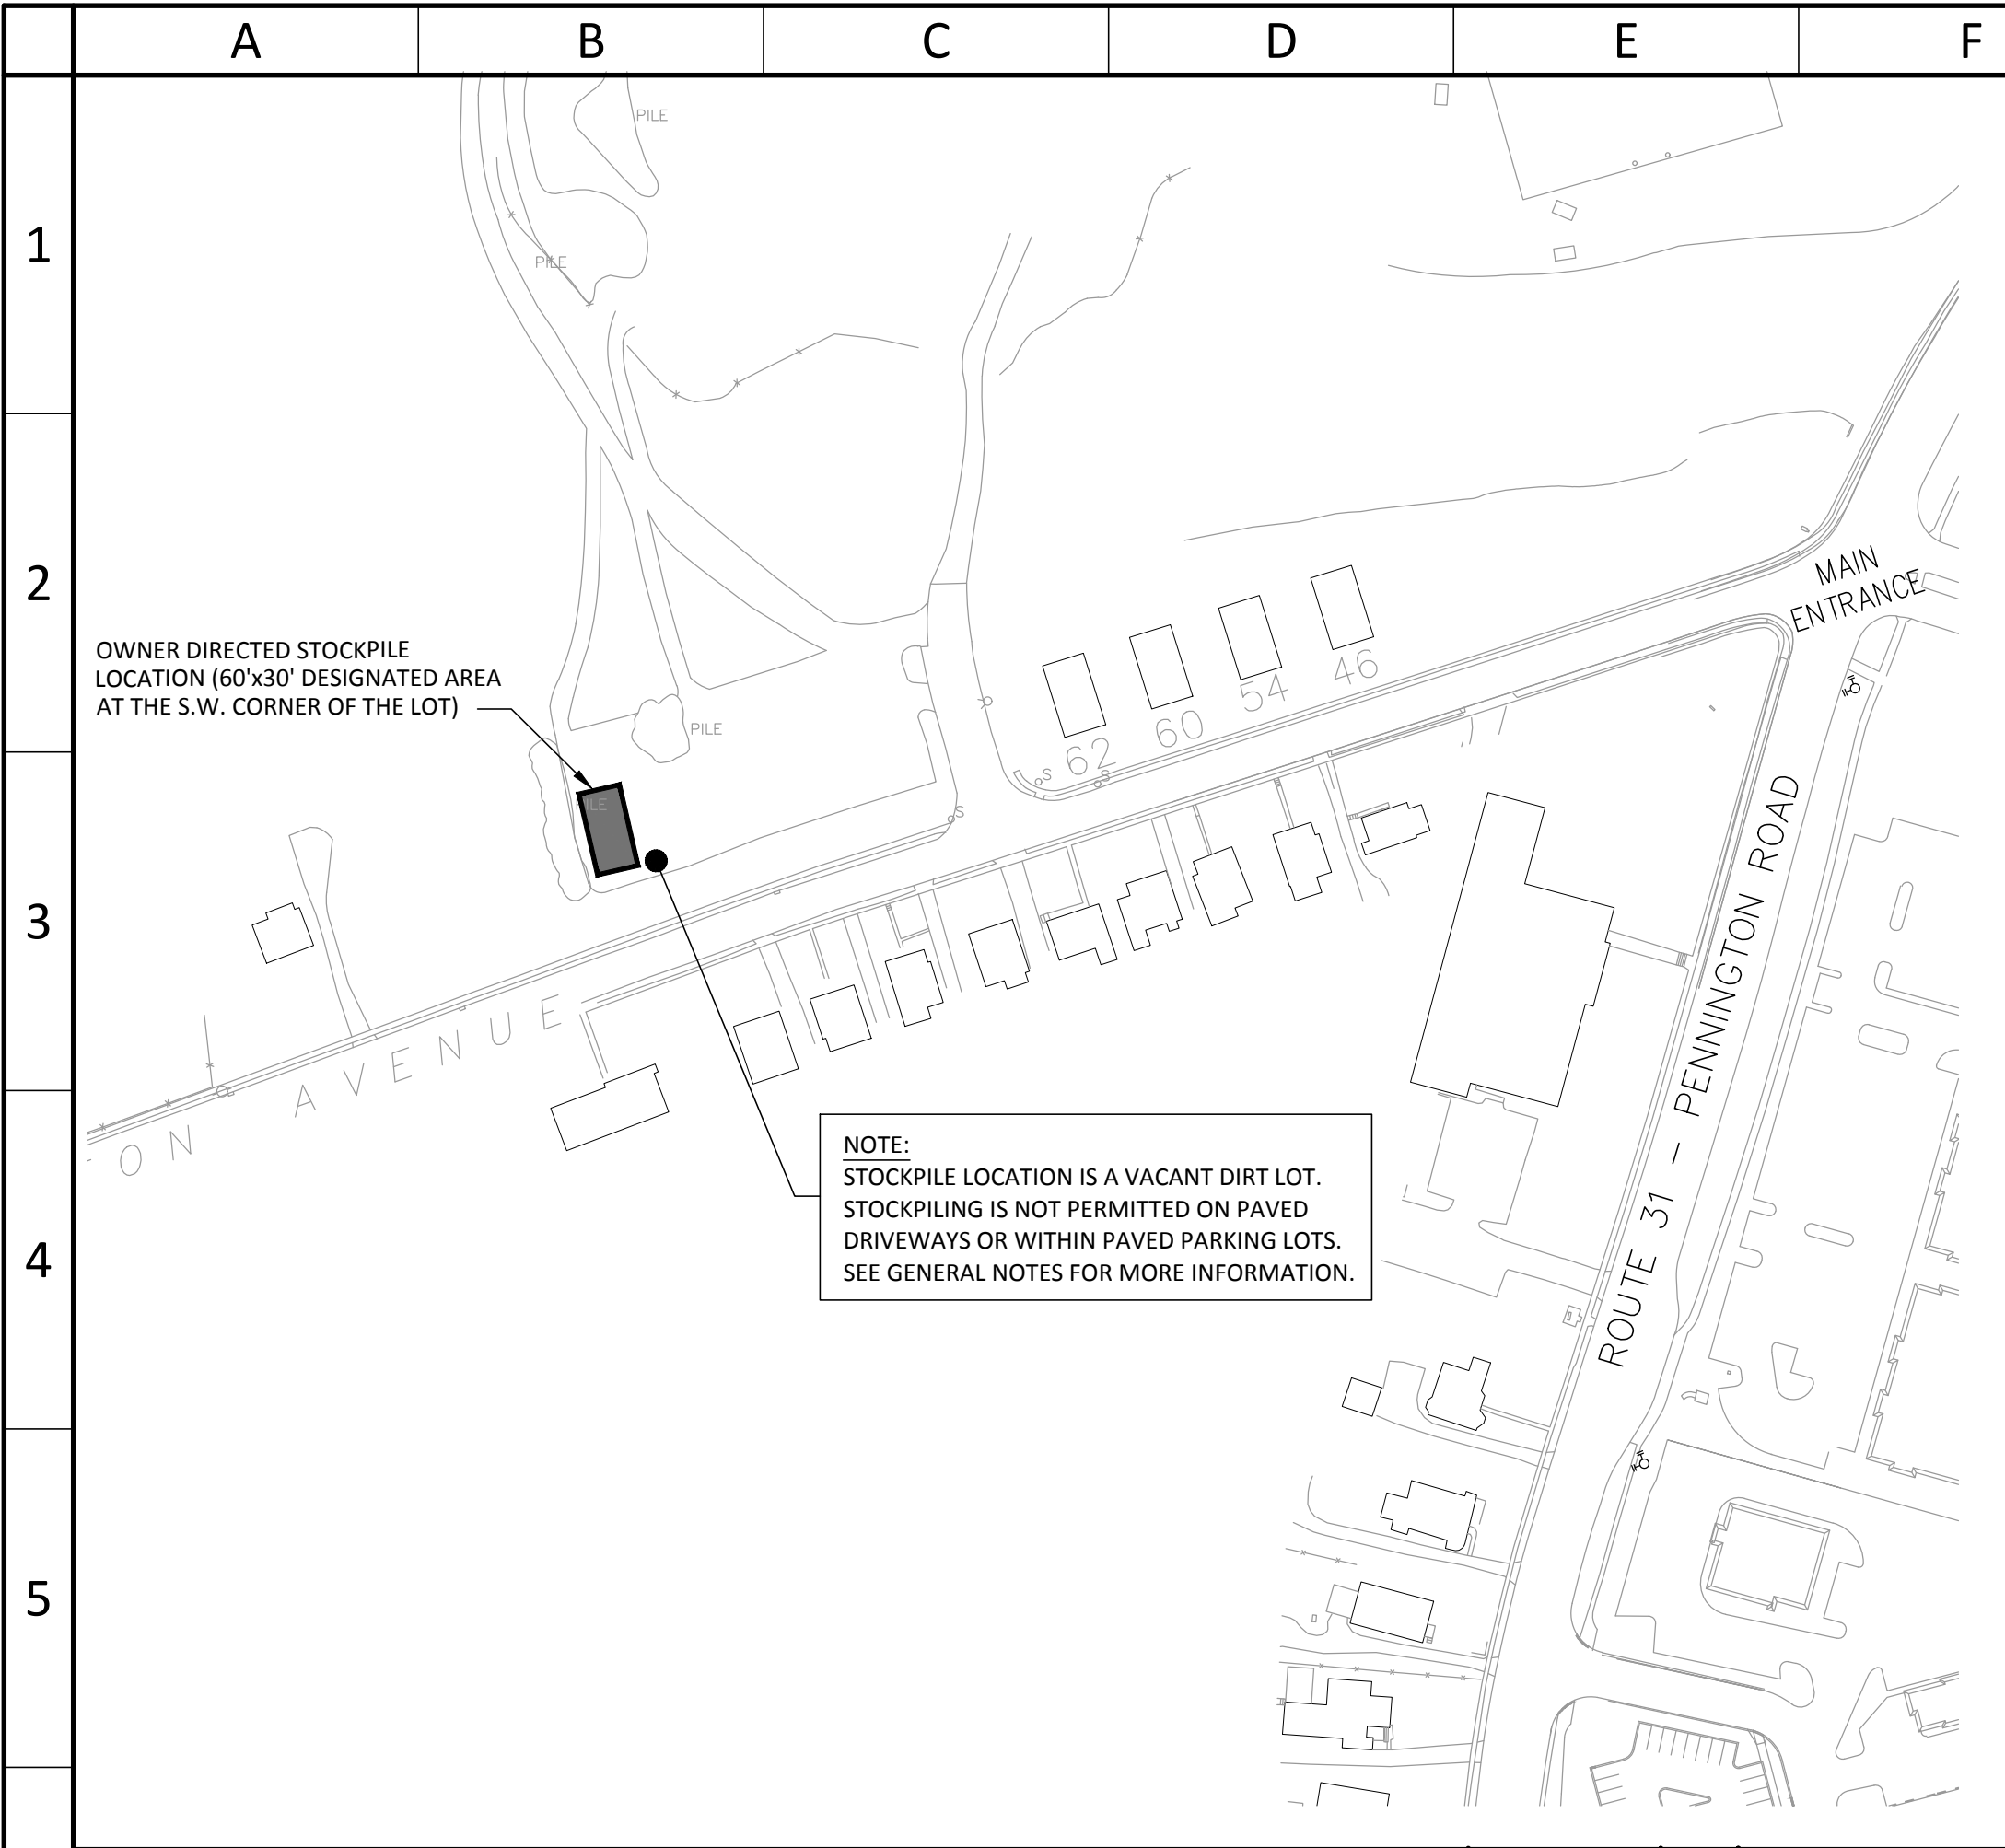 A B C D E F
1
PILE
PILE
2
MAIN
ENTRANCE
OWNER DIRECTED STOCKPILE
LOCATION (60'x30' DESIGNATED AREA
AT THE S.W. CORNER OF THE LOT)
46
54
60
62
PILE
S
S
S
PILE
3
ROUTE 31 - PENNINGTON ROAD
ON AVENUE
NOTE:
STOCKPILE LOCATION IS A VACANT DIRT LOT.
STOCKPILING IS NOT PERMITTED ON PAVED
DRIVEWAYS OR WITHIN PAVED PARKING LOTS.
SEE GENERAL NOTES FOR MORE INFORMATION.
4
5